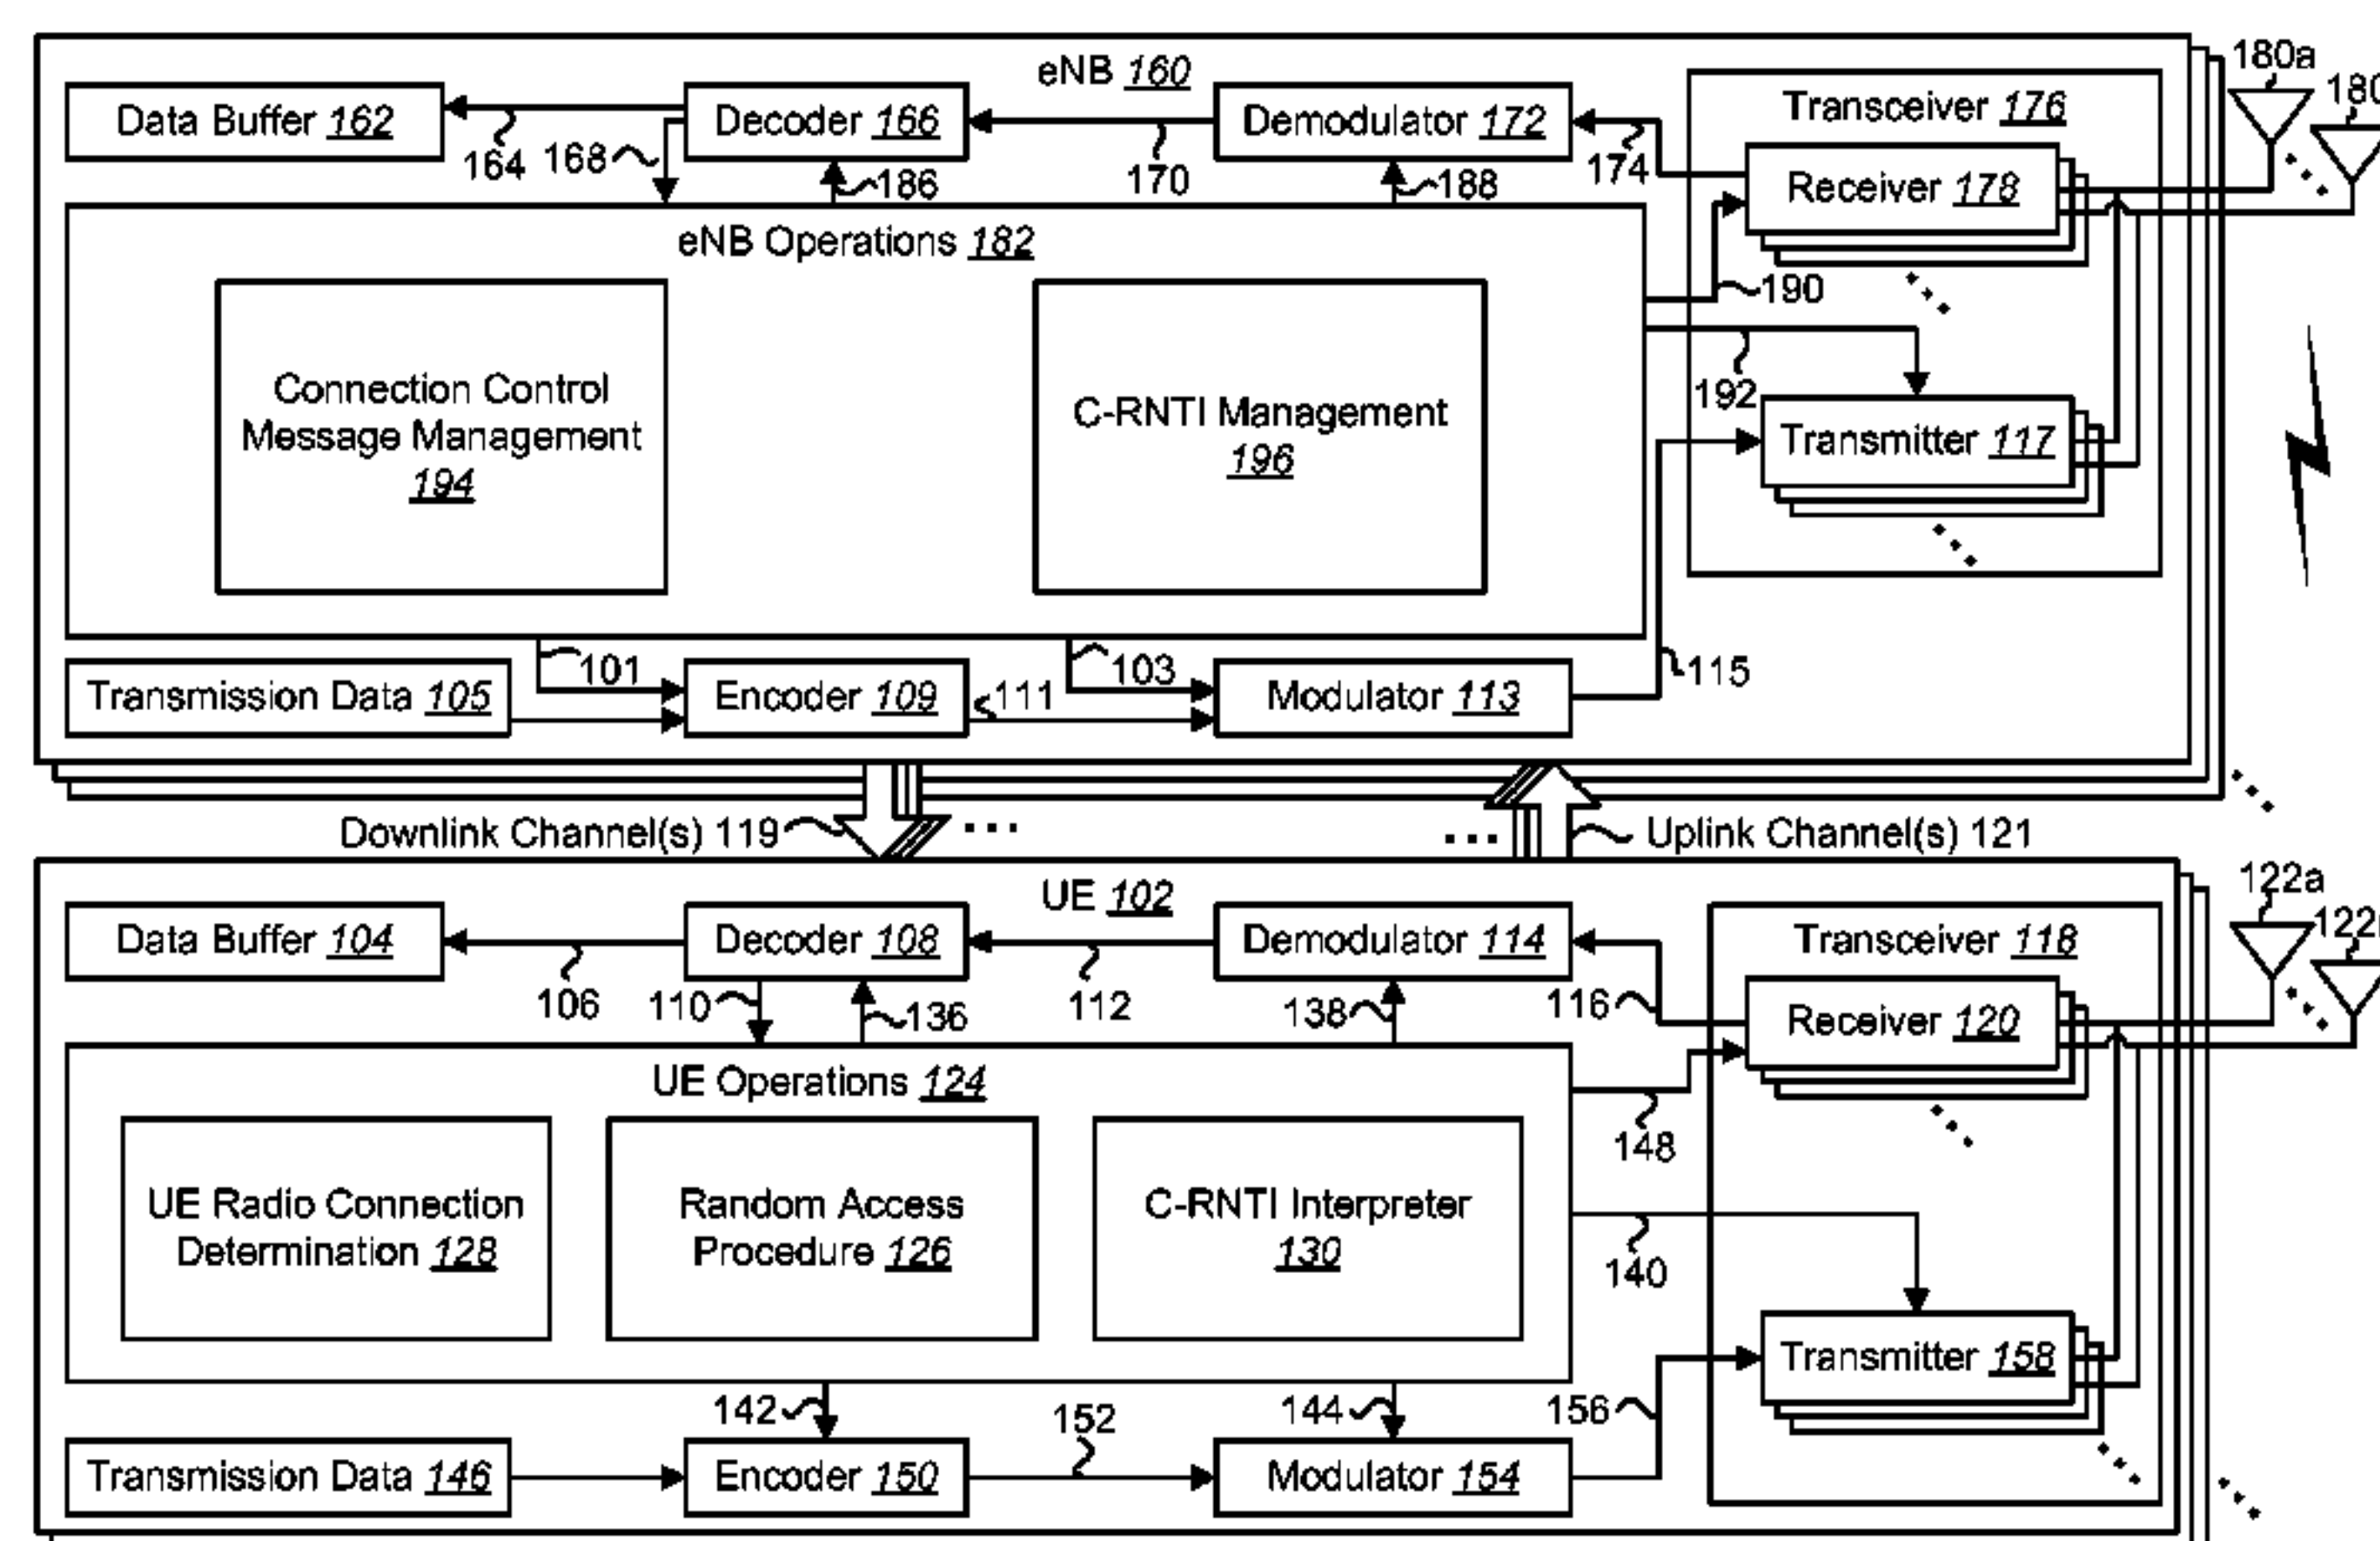 eNB 160
180a
180
Data Buffer 162
Decoder 166
Demodulator 172
Transceiver 176
164
168
186
170
188
174
Receiver 178
eNB Operations 182
190
Connection Control
Message Management
194
C-RNTI Management
196
192
Transmitter 117
101
103
115
Transmission Data 105
Encoder 109
111
Modulator 113
Downlink Channel(s) 119
Uplink Channel(s) 121
UE 102
122a
122
Data Buffer 104
Decoder 108
Demodulator 114
Transceiver 118
106
110
136
112
138
116
Receiver 120
UE Operations 124
148
UE Radio Connection
Determination 128
Random Access
Procedure 126
C-RNTI Interpreter
130
140
Transmitter 158
142
152
144
156
Transmission Data 146
Encoder 150
Modulator 154